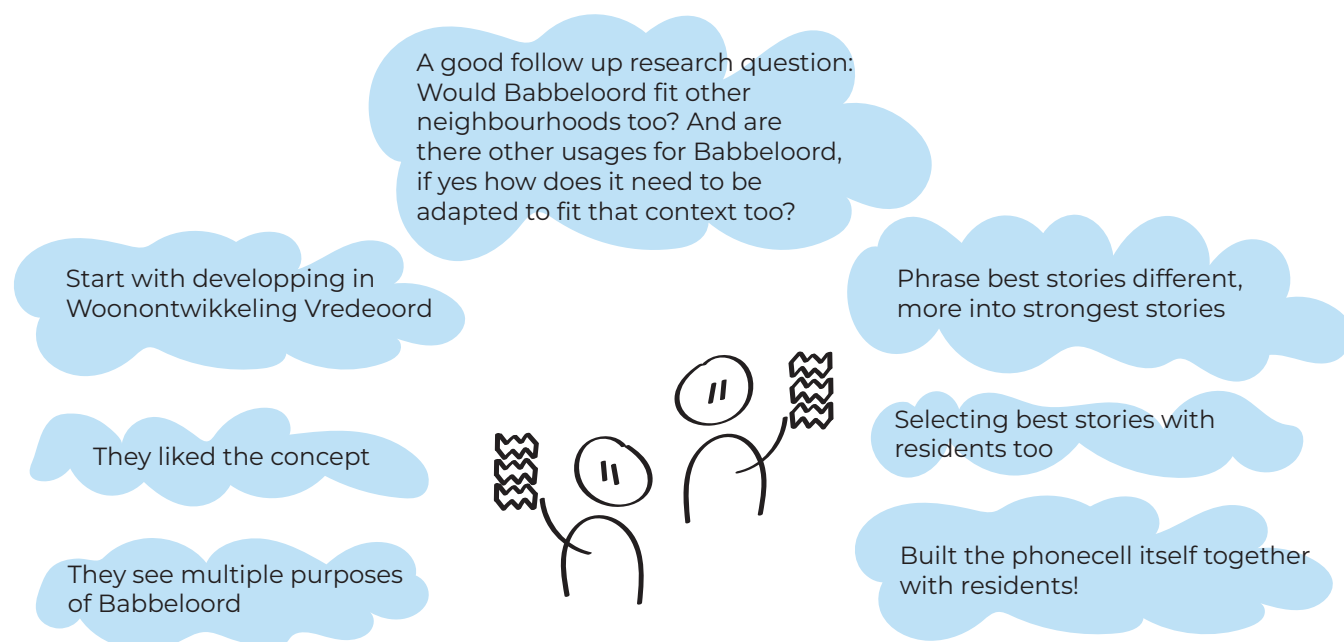 A good follow up research question:
Would Babbeloord fit other
neighbourhoods too? And are
there other usages for Babbeloord,
if yes how does it need to be
adapted to fit that context too?
Start with developping in
Woonontwikkeling Vredeoord
They liked the concept
They see multiple purposes
of Babbeloord
Phrase best stories different,
more into strongest stories
Selecting best stories with
residents too
Built the phonecell itself together
with residents!